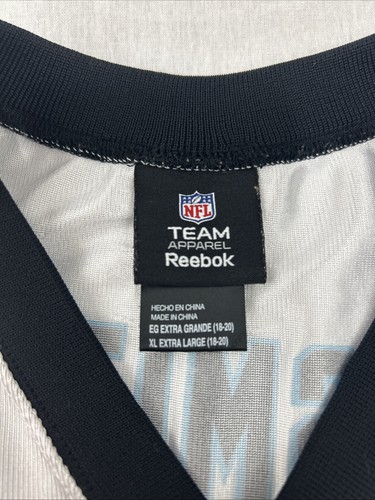 NFL
TEAM
APPAREL
Reebok
HECHO EN CHINA
MADE IN CHINA
EG EXTRA GRANDE (18-20)
XL EXTRA LARGE (18-20)